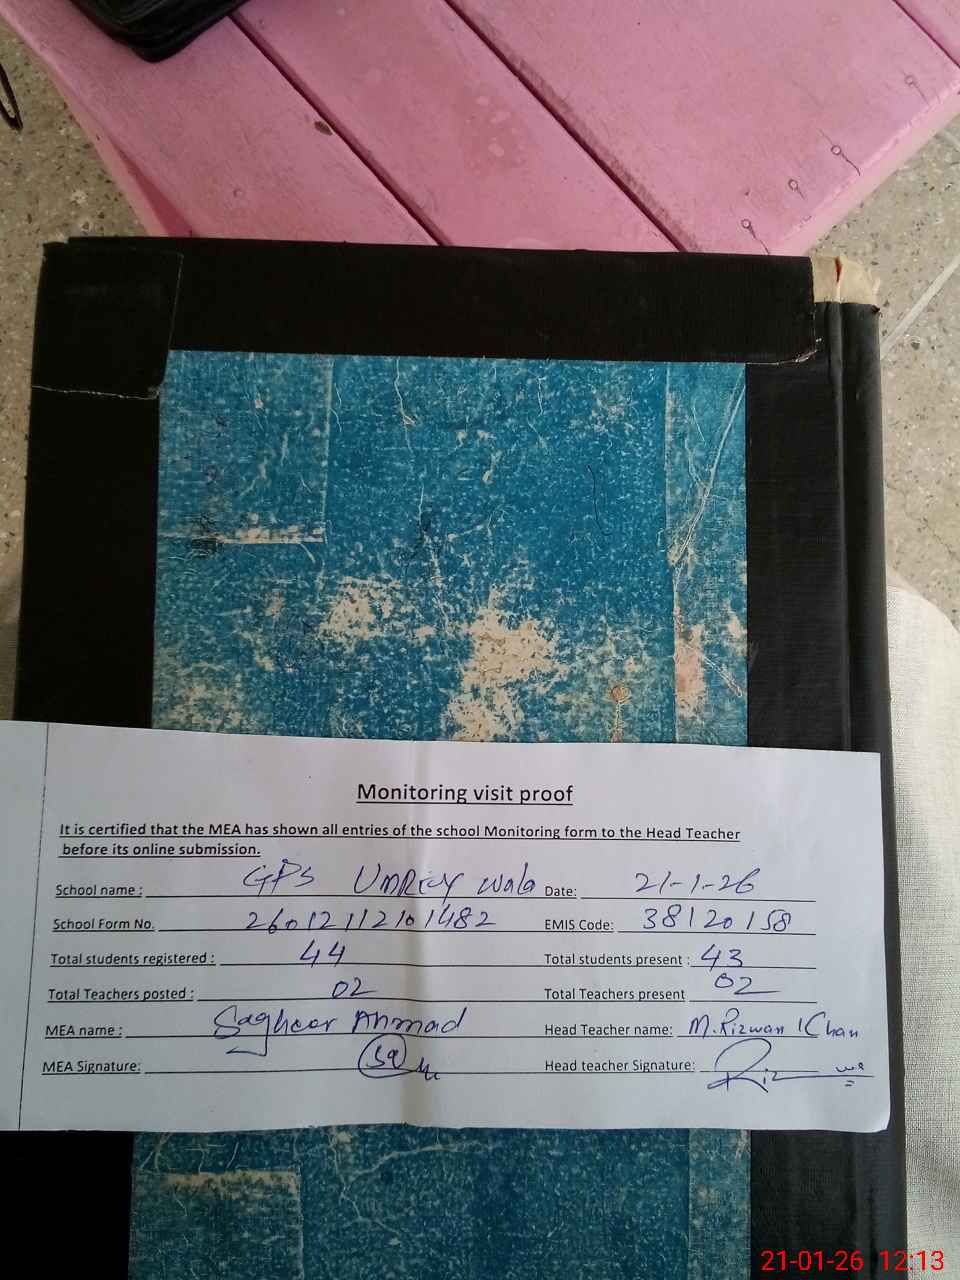 Monitoring visit proof
It is certified that the MEA has shown all entries of the school Monitoring form to the Head Teacher
before its online submission.
School name : GPS Umriay wala Date: 21-1-26
School Form No. 26012112101482 EMIS Code: 38120158
Total students registered : 44 Total students present : 43
Total Teachers posted : 02 Total Teachers present 02
MEA name : Sagheer Ahmad Head Teacher name: M.Rizwan Khan
MEA Signature: Head teacher Signature: Riz
21-01-26 12:13